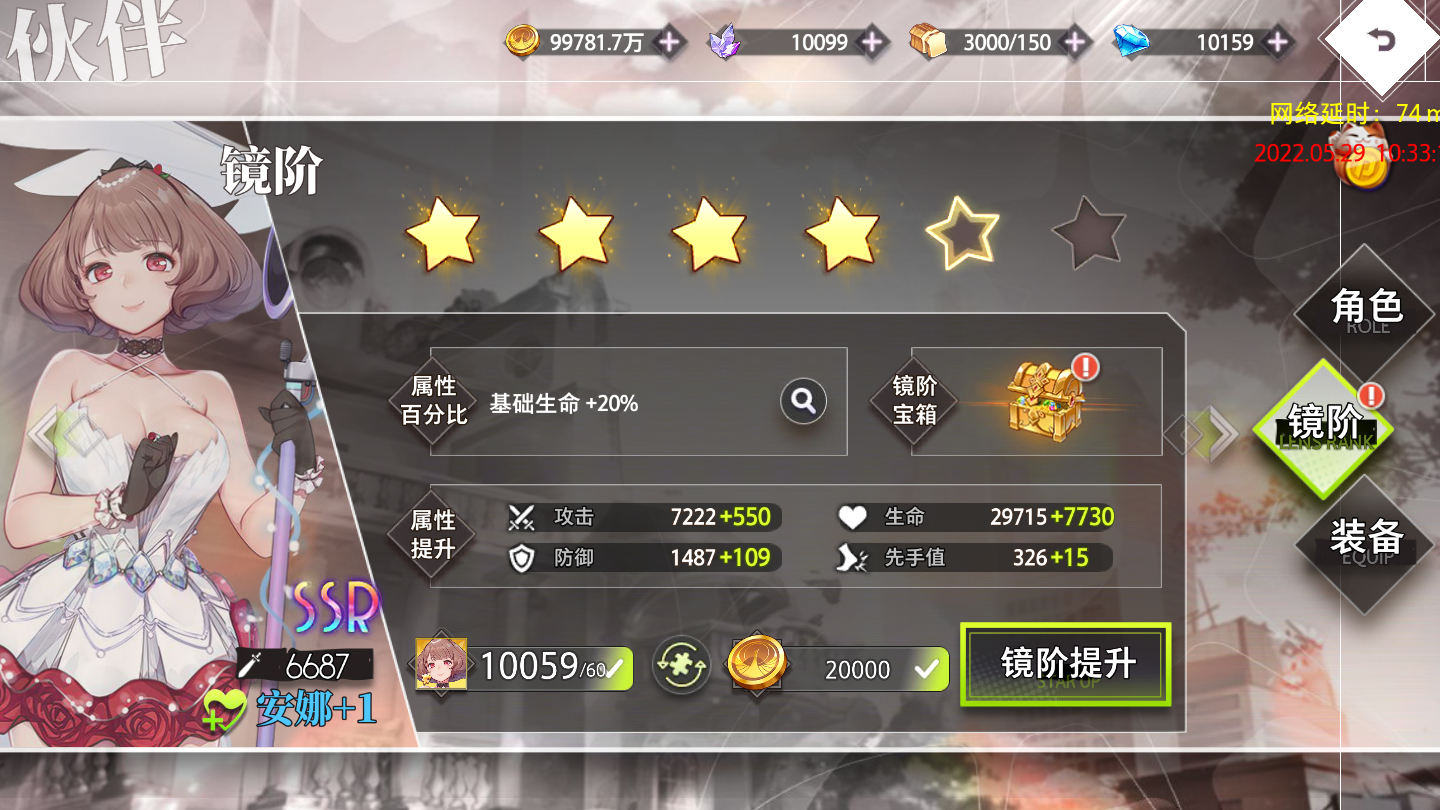 伙伴
99781.7万
10099
3000/150
10159
网络延时：74m
2022.05.29 10:33:
镜阶
角色
ROLE
属性
百分比
基础生命 +20%
镜阶
宝箱
镜阶
LENS RANK
属性
提升
攻击 7222+550
生命 29715+7730
防御 1487+109
先手值 326+15
装备
EQUIP
SSR
6687
安娜+1
10059/60
20000
镜阶提升
STAR UP